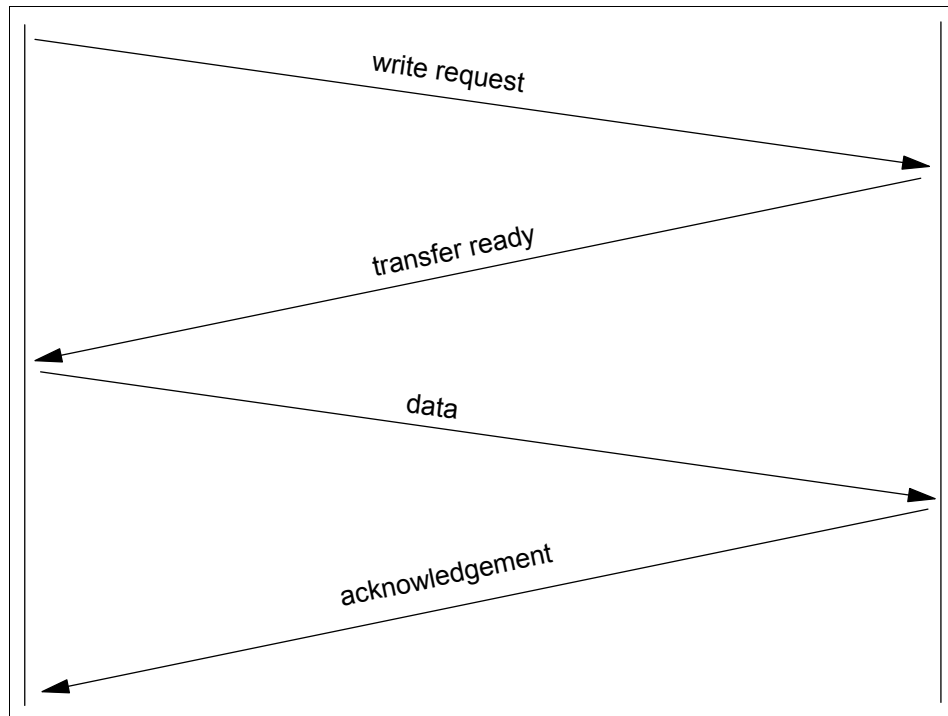 write request
transfer ready
data
acknowledgement